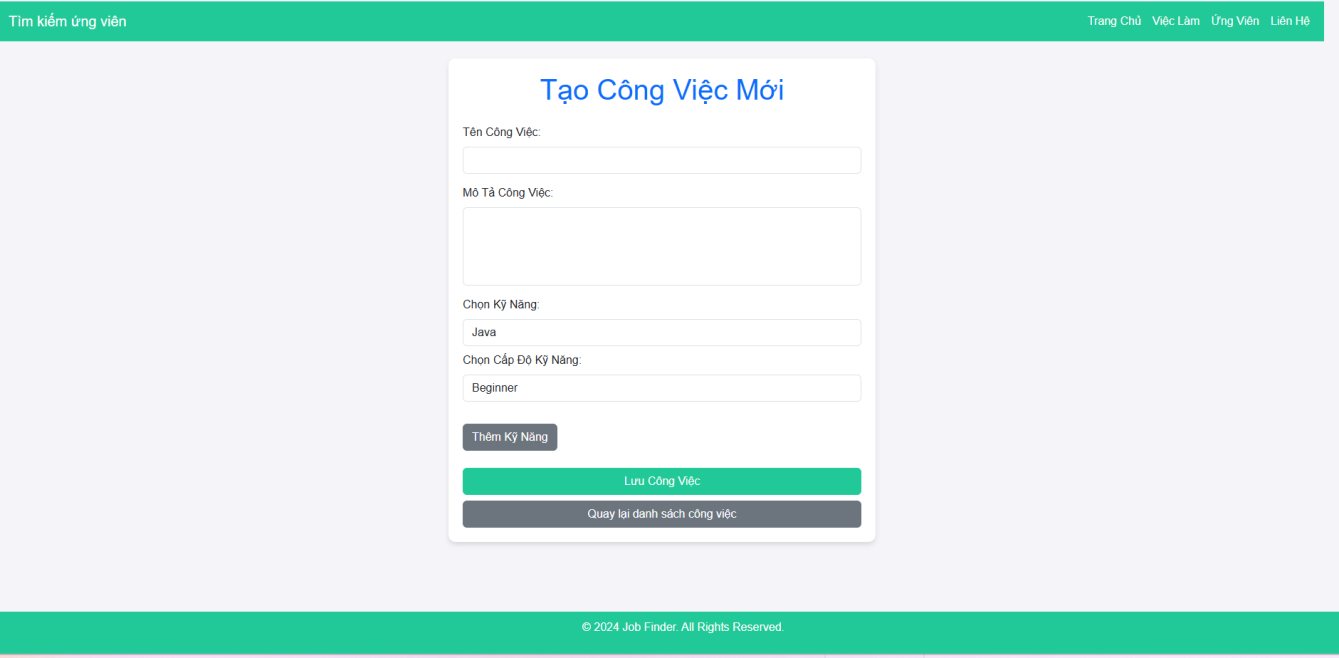 Tìm kiếm ứng viên
Trang Chủ Việc Làm Ứng Viên Liên Hệ
Tạo Công Việc Mới
Tên Công Việc:
Mô Tả Công Việc:
Chọn Kỹ Năng:
Java
Chọn Cấp Độ Kỹ Năng:
Beginner
Thêm Kỹ Năng
Lưu Công Việc
Quay lại danh sách công việc
© 2024 Job Finder. All Rights Reserved.